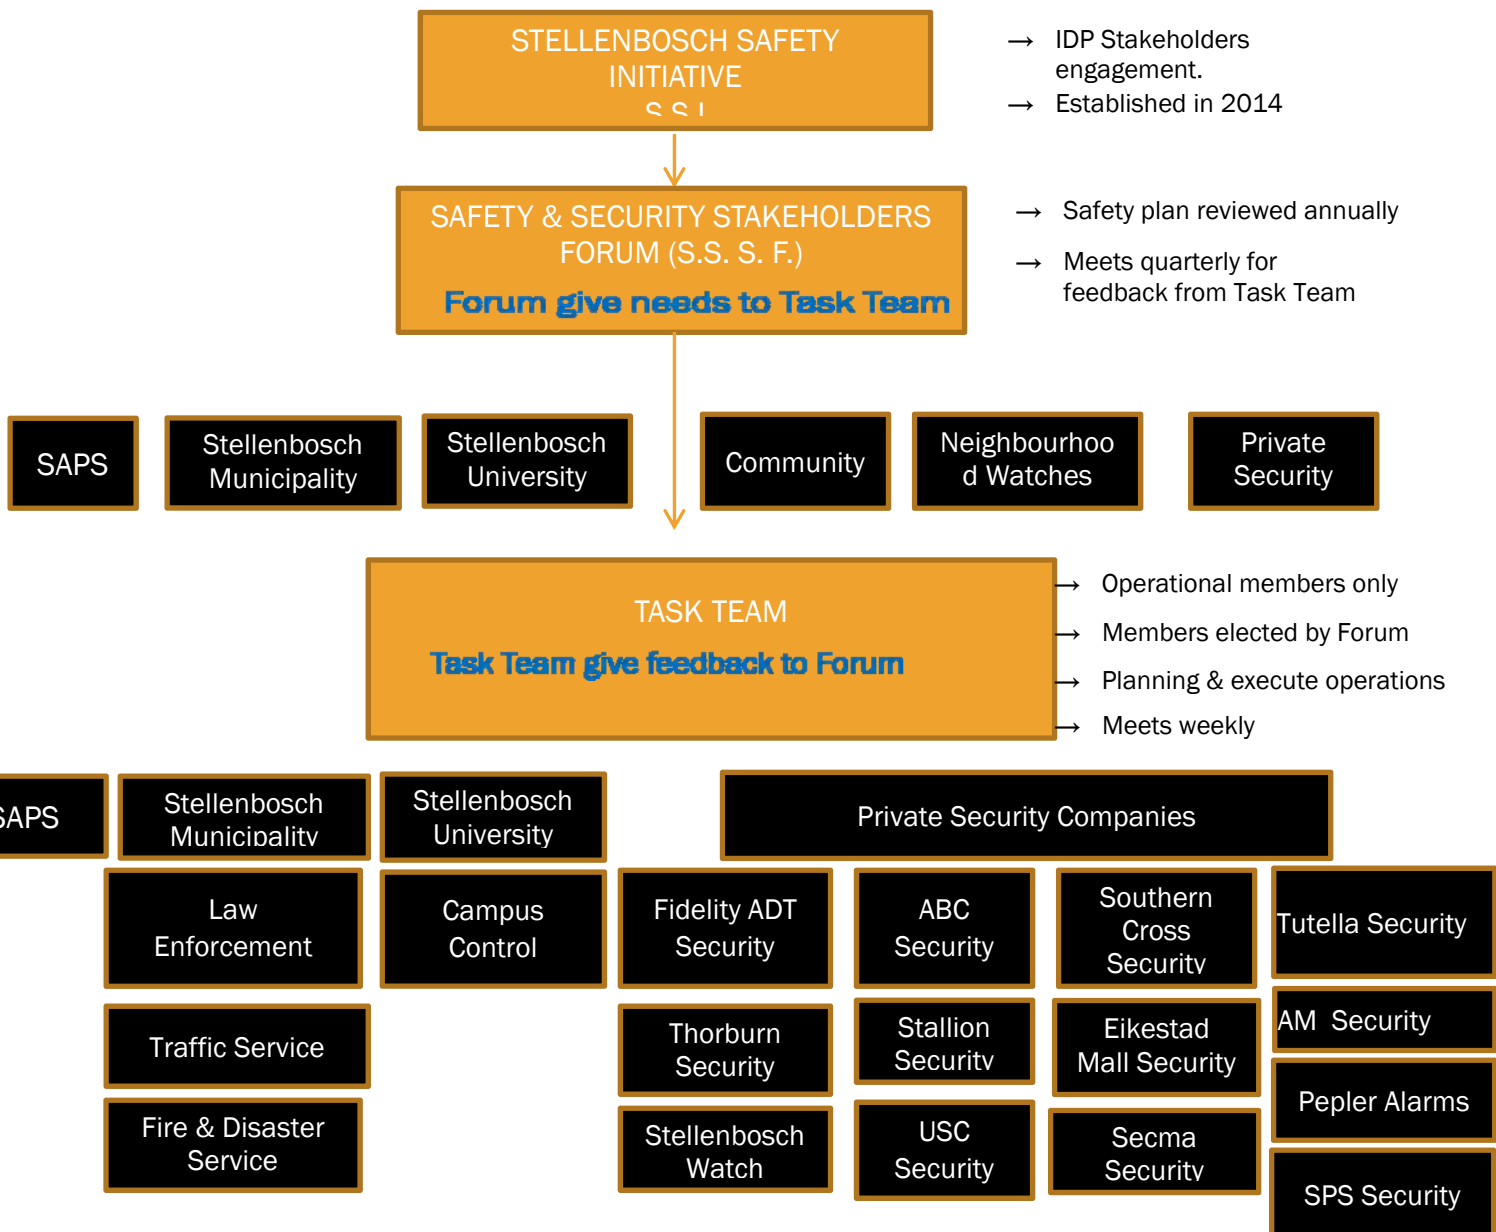 STELLENBOSCH SAFETY
INITIATIVE
S.S.I.
→ IDP Stakeholders
engagement.
→ Established in 2014
SAFETY & SECURITY STAKEHOLDERS
FORUM (S.S. S. F.)
Forum give needs to Task Team
→ Safety plan reviewed annually
→ Meets quarterly for
feedback from Task Team
SAPS
Stellenbosch
Municipality
Stellenbosch
University
Community
Neighbourhoo
d Watches
Private
Security
TASK TEAM
Task Team give feedback to Forum
→ Operational members only
→ Members elected by Forum
→ Planning & execute operations
→ Meets weekly
SAPS
Stellenbosch
Municipality
Stellenbosch
University
Private Security Companies
Law
Enforcement
Campus
Control
Fidelity ADT
Security
ABC
Security
Southern
Cross
Security
Tutella Security
Traffic Service
Thorburn
Security
Stallion
Security
Eikestad
Mall Security
AM Security
Pepler Alarms
Fire & Disaster
Service
Stellenbosch
Watch
USC
Security
Secma
Security
SPS Security